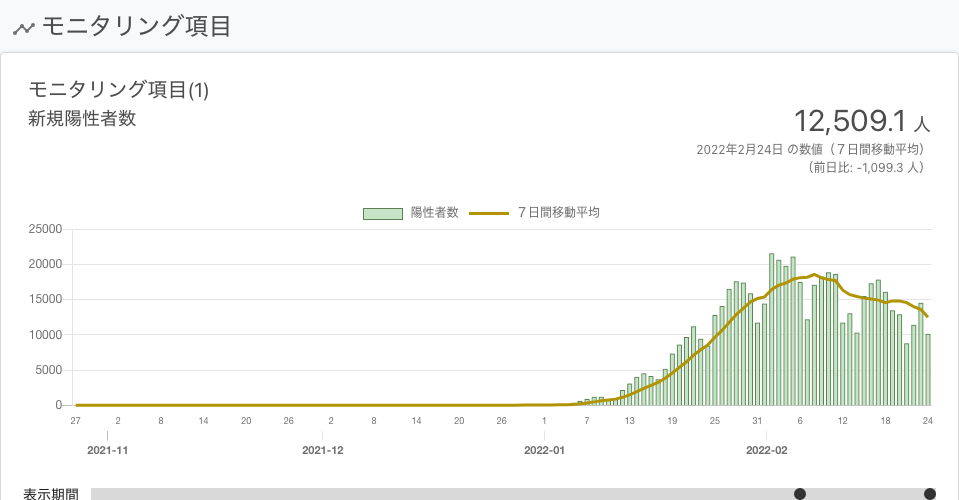 モニタリング項目
モニタリング項目(1)
新規陽性者数
12,509.1 人
2022年2月24日 の数値（７日間移動平均）
（前日比: -1,099.3 人）
陽性者数 ７日間移動平均
25000
20000
15000
10000
5000
0
27 2 8 14 20 26 2 8 14 20 26 1 7 13 19 25 31 6 12 18 24
2021-11 2021-12 2022-01 2022-02
表示期間